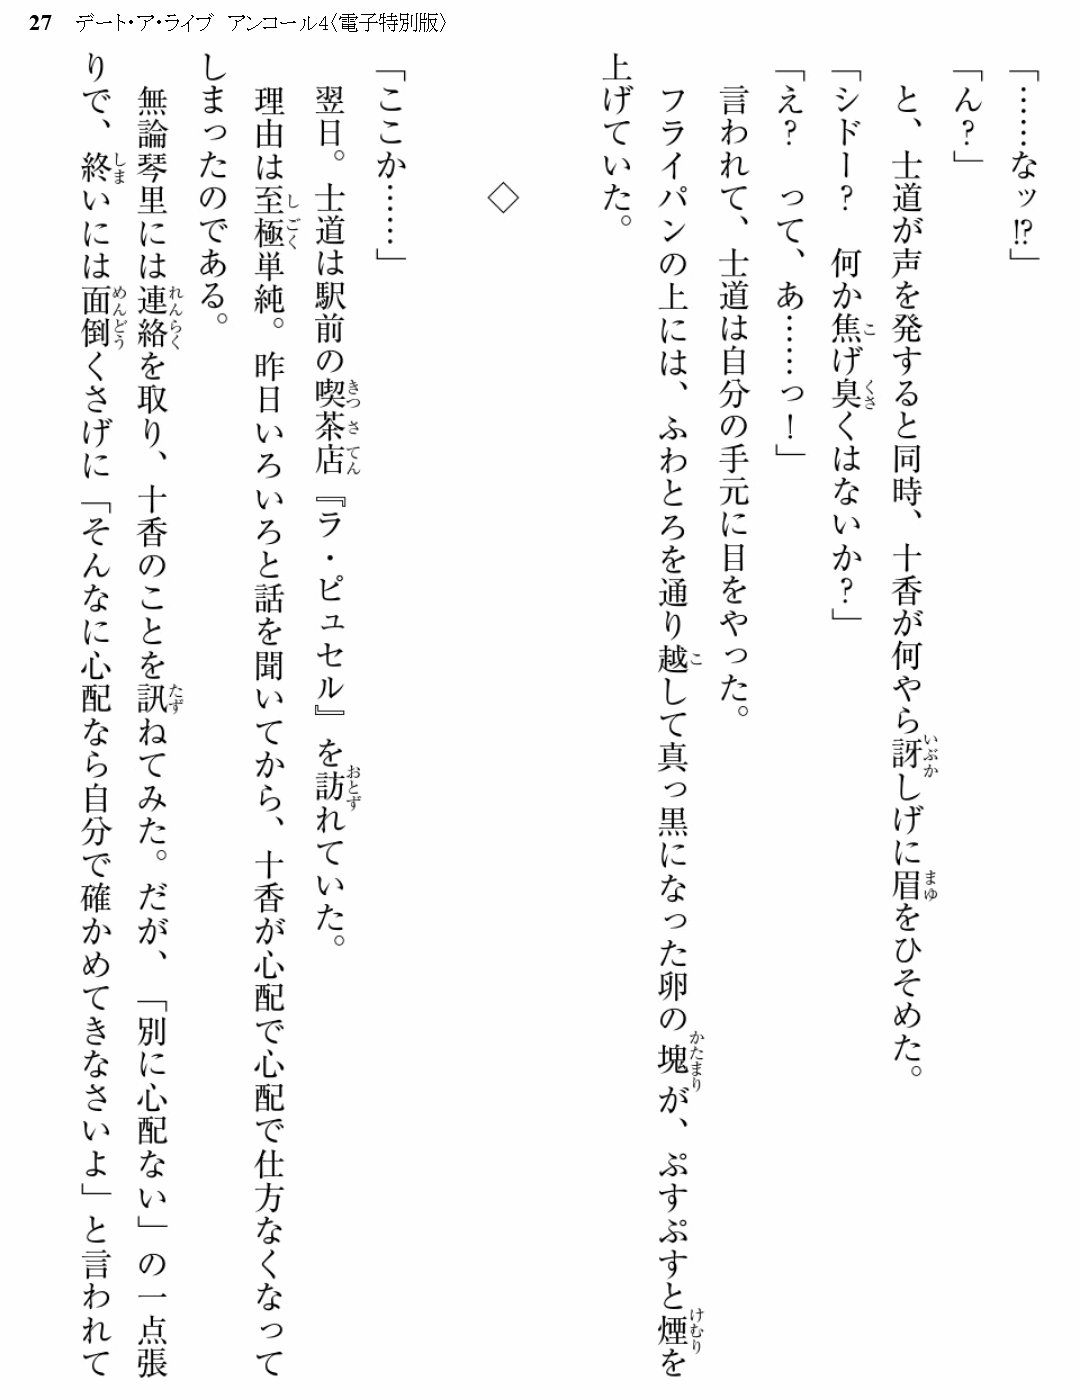 27 デート・ア・ライブ アンコール4〈電子特別版〉
「……なッ!?」
「ん？」
　と、士道が声を発すると同時、十香が何やら訝しげに眉をひそめた。
「シドー？　何か焦げ臭くはないか？」
「え？　って、あ……っ！」
　言われて、士道は自分の手元に目をやった。
　フライパンの上には、ふわとろを通り越して真っ黒になった卵の塊が、ぷすぷすと煙を
上げていた。
◇
「ここか……」
　翌日。士道は駅前の喫茶店『ラ・ピュセル』を訪れていた。
　理由は至極単純。昨日いろいろと話を聞いてから、十香が心配で心配で仕方なくなって
しまったのである。
　無論琴里には連絡を取り、十香のことを訊ねてみた。だが、「別に心配ない」の一点張
りで、終いには面倒くさげに「そんなに心配なら自分で確かめてきなさいよ」と言われて